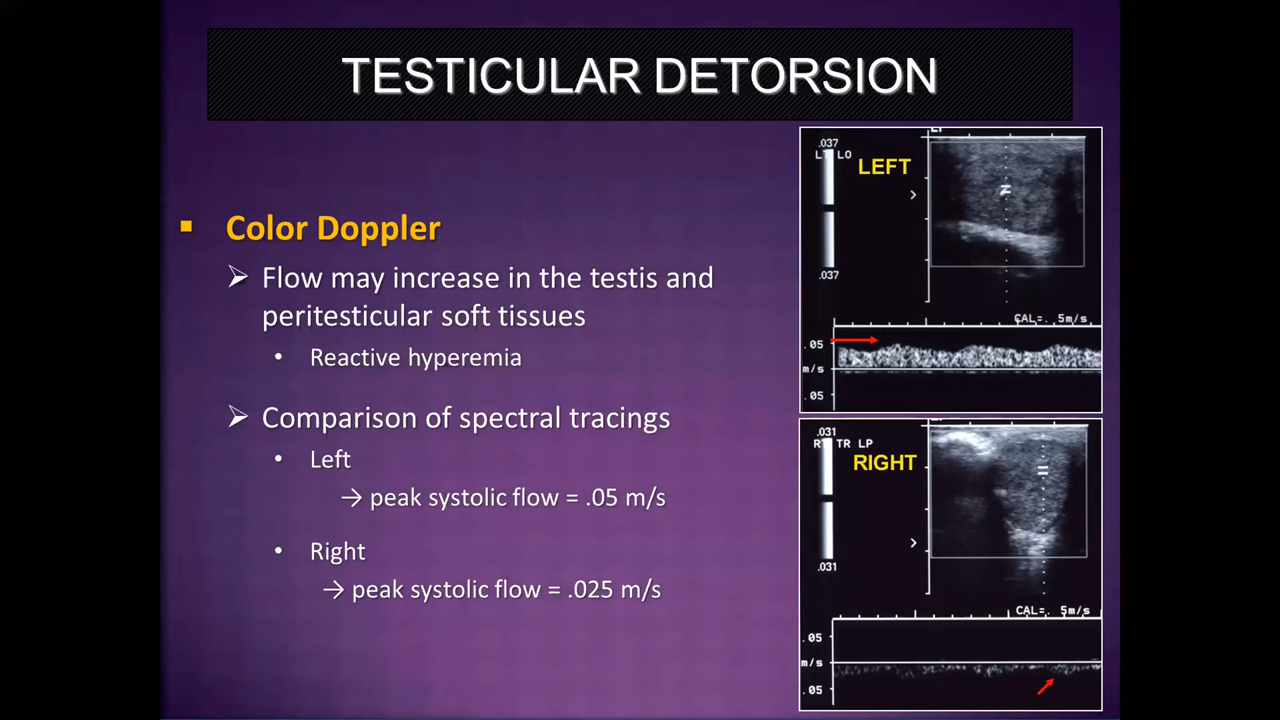 TESTICULAR DETORSION
Color Doppler
Flow may increase in the testis and
peritesticular soft tissues
Reactive hyperemia
Comparison of spectral tracings
Left
→ peak systolic flow = .05 m/s
Right
→ peak systolic flow = .025 m/s
.037
LO
LEFT
.037
CAL=. 5m/s
.05
m/s
.05
.031
TR LP
RIGHT
.031
CAL=. 5m/s
.05
m/s
.05